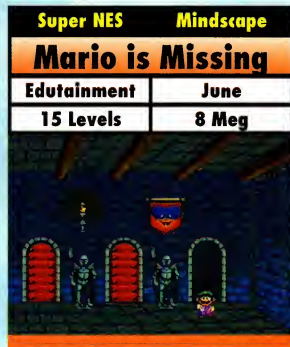 Super NES Mindscape
Mario is Missing
Edutainment June
15 Levels 8 Meg